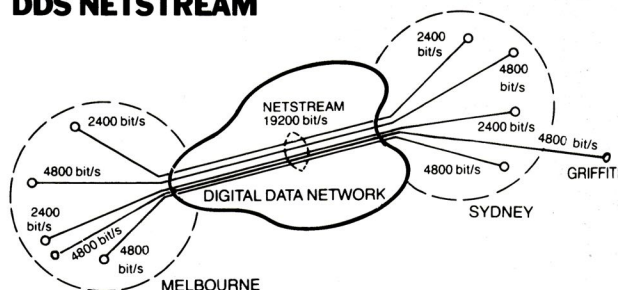 DDS NETSTREAM
2400
bit/s
4800
bit/s
NETSTREAM
19200 bit/s
2400 bit/s
2400 bit/s
4800 bit/s
4800 bit/s
4800 bit/s
GRIFFIT
DIGITAL DATA NETWORK
SYDNEY
2400
bit/s
4800 bit/s
4800
bit/s
MELBOURNE